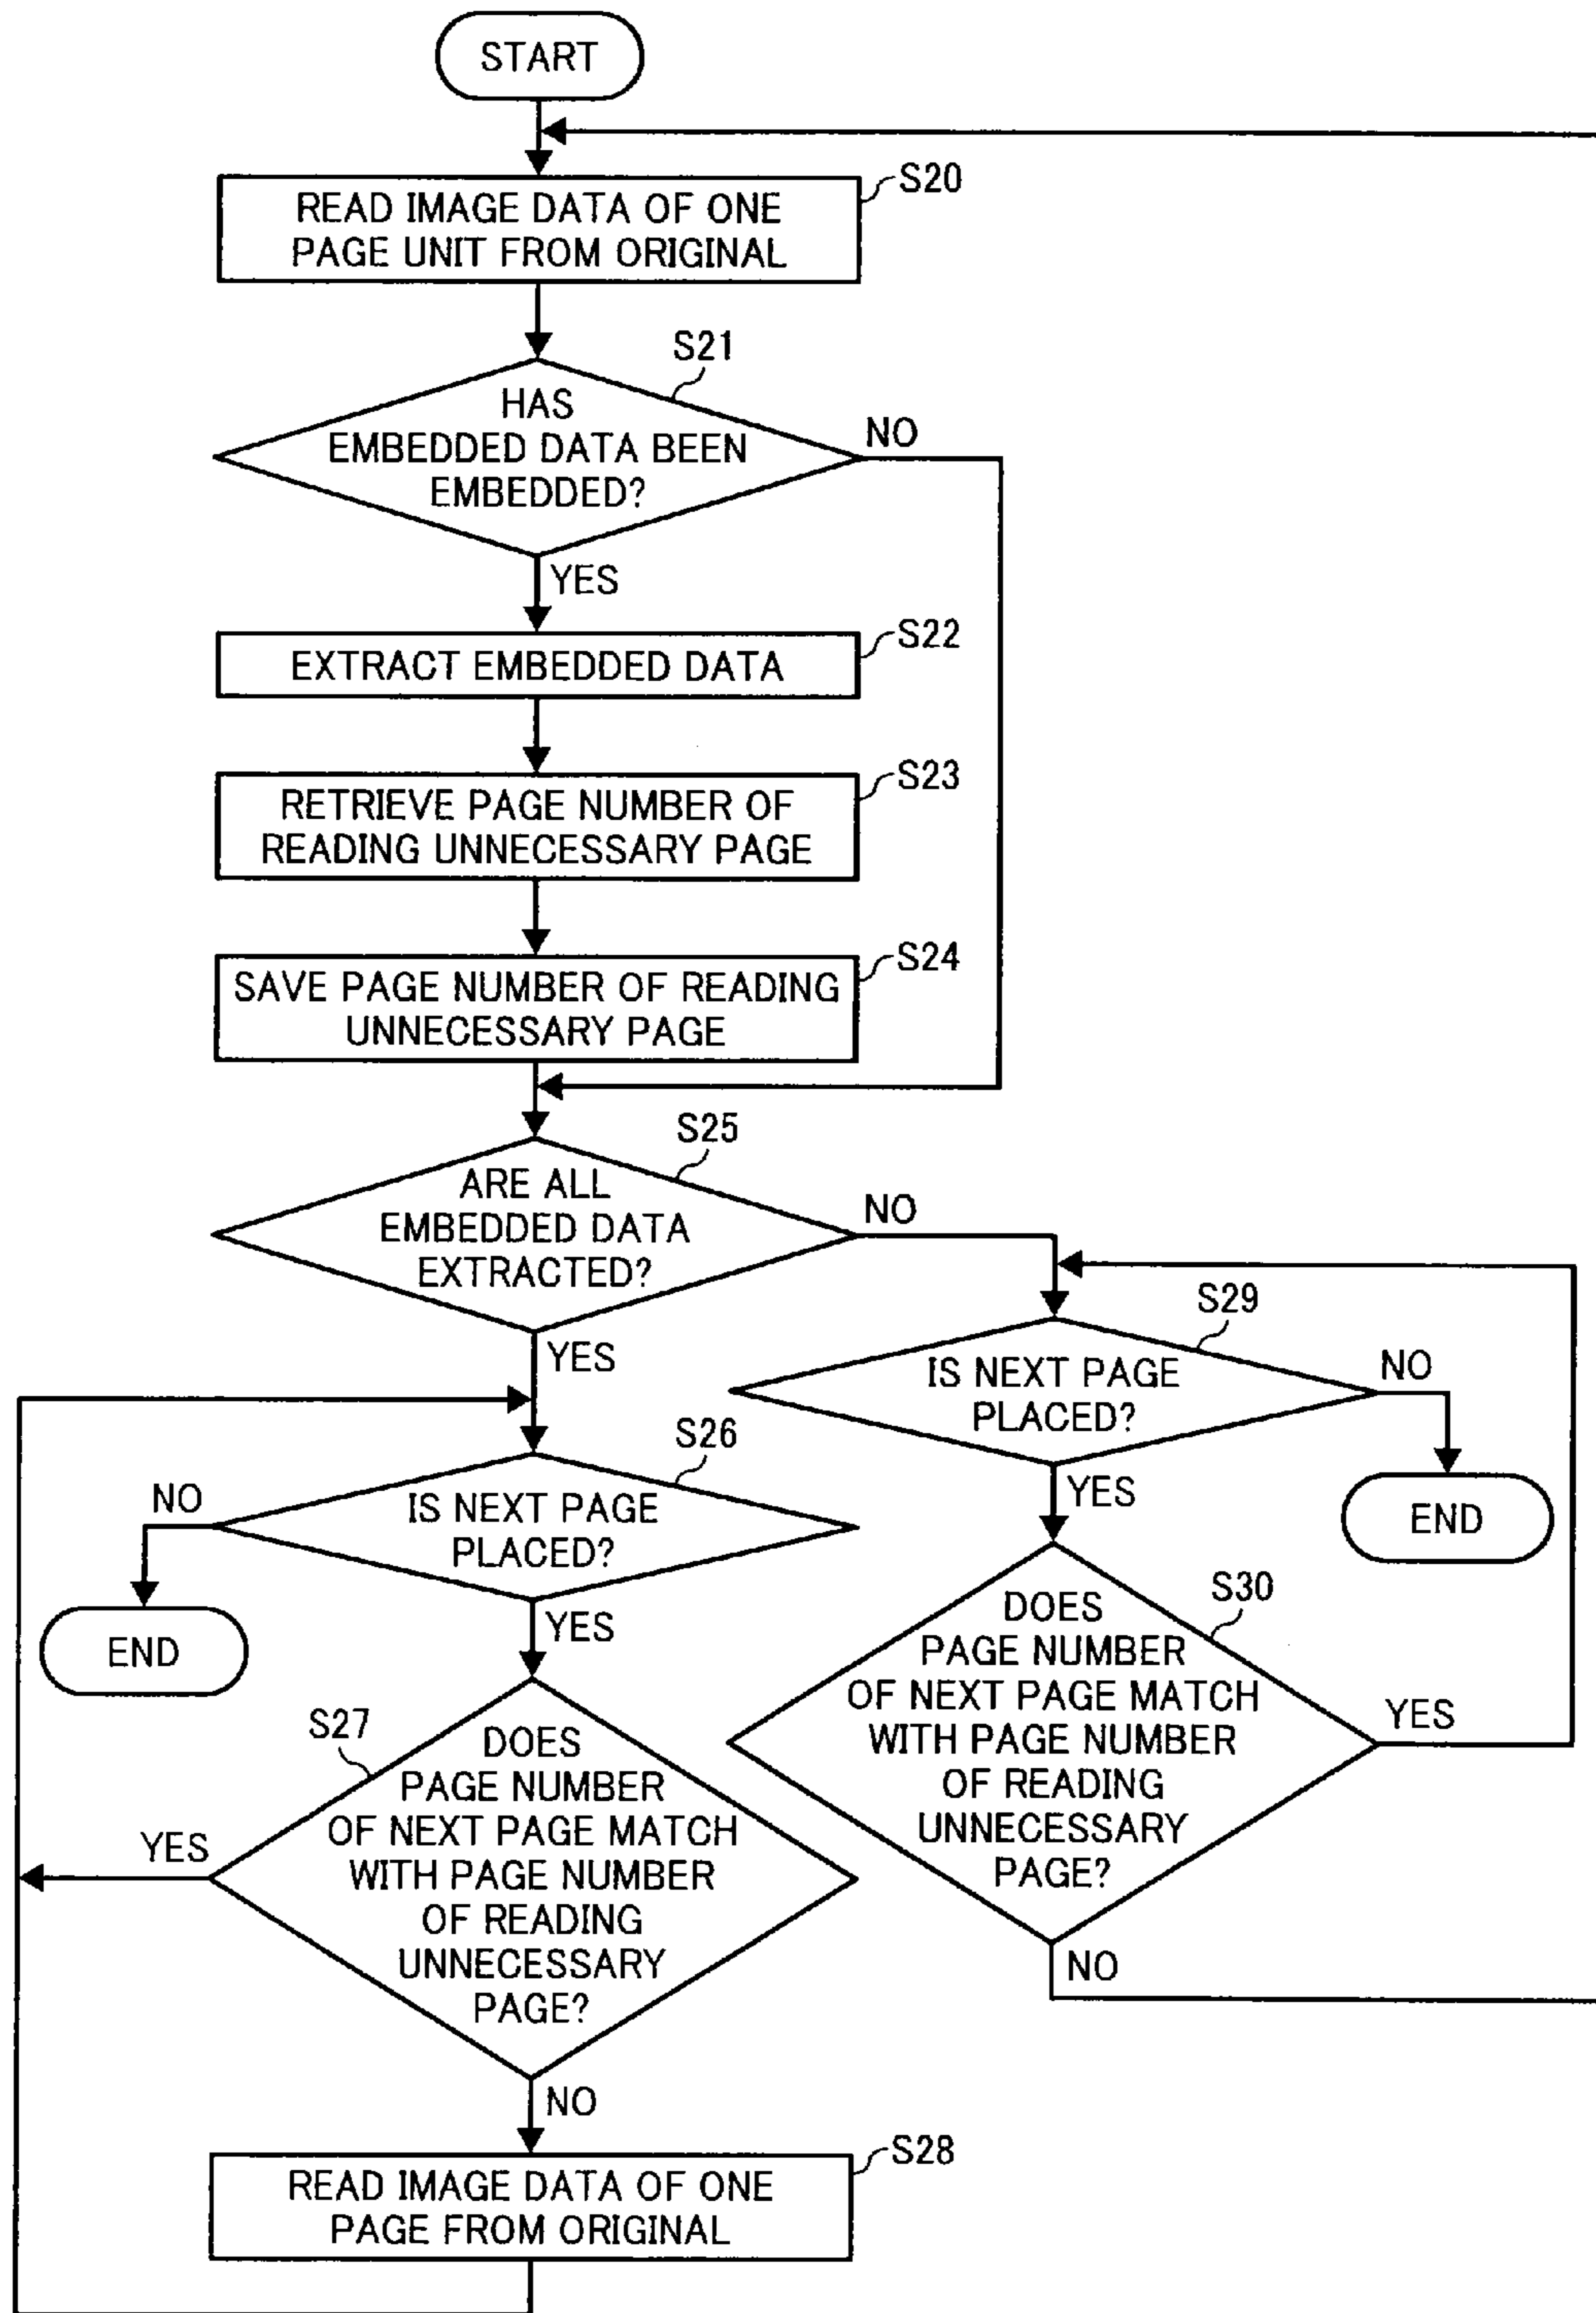 START
S20
READ IMAGE DATA OF ONE
PAGE UNIT FROM ORIGINAL
S21
HAS
EMBEDDED DATA BEEN
EMBEDDED?
NO
YES
S22
EXTRACT EMBEDDED DATA
S23
RETRIEVE PAGE NUMBER OF
READING UNNECESSARY PAGE
S24
SAVE PAGE NUMBER OF READING
UNNECESSARY PAGE
S25
ARE ALL
EMBEDDED DATA
EXTRACTED?
NO
YES
S26
IS NEXT PAGE
PLACED?
NO
END
YES
S27
DOES
PAGE NUMBER
OF NEXT PAGE MATCH
WITH PAGE NUMBER
OF READING
UNNECESSARY
PAGE?
YES
NO
S28
READ IMAGE DATA OF ONE
PAGE FROM ORIGINAL
S29
IS NEXT PAGE
PLACED?
NO
END
YES
S30
DOES
PAGE NUMBER
OF NEXT PAGE MATCH
WITH PAGE NUMBER
OF READING
UNNECESSARY
PAGE?
YES
NO